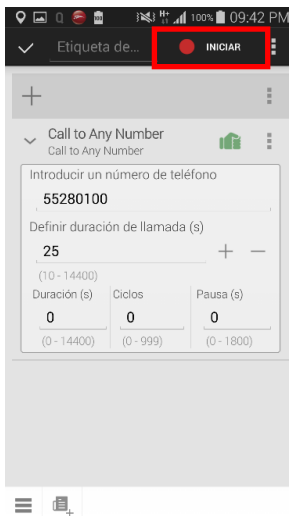 100% 09:42 PM
Etiqueta de... INICIAR
Call to Any Number
Call to Any Number
Introducir un número de teléfono
55280100
Definir duración de llamada (s)
25
(10 - 14400)
Duración (s) Ciclos Pausa (s)
0 0 0
(0 - 14400) (0 - 999) (0 - 1800)